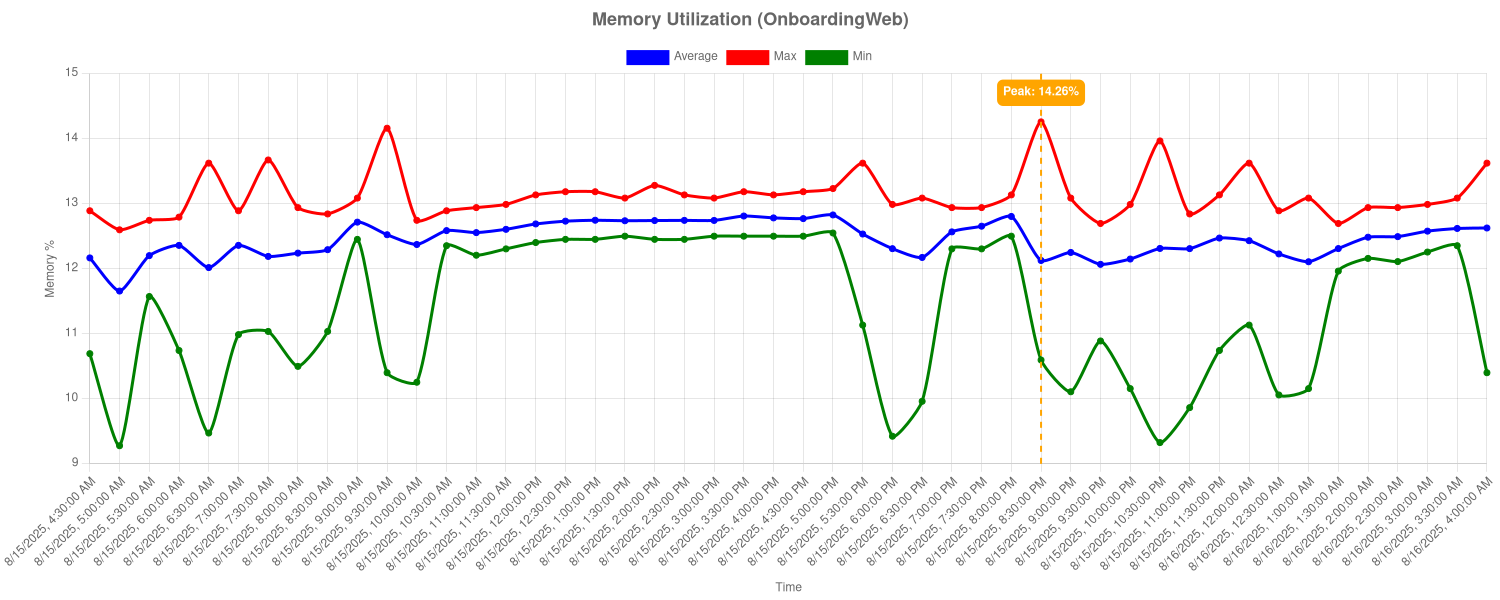 Memory Utilization (OnboardingWeb)
Average Max Min
15
14
13
12
11
10
9
Memory %
Peak: 14.26%
8/15/2025, 4:30:00 AM
8/15/2025, 5:00:00 AM
8/15/2025, 5:30:00 AM
8/15/2025, 6:00:00 AM
8/15/2025, 6:30:00 AM
8/15/2025, 7:00:00 AM
8/15/2025, 7:30:00 AM
8/15/2025, 8:00:00 AM
8/15/2025, 8:30:00 AM
8/15/2025, 9:00:00 AM
8/15/2025, 9:30:00 AM
8/15/2025, 10:00:00 AM
8/15/2025, 10:30:00 AM
8/15/2025, 11:00:00 AM
8/15/2025, 11:30:00 AM
8/15/2025, 12:00:00 PM
8/15/2025, 12:30:00 PM
8/15/2025, 1:00:00 PM
8/15/2025, 1:30:00 PM
8/15/2025, 2:00:00 PM
8/15/2025, 2:30:00 PM
8/15/2025, 3:00:00 PM
8/15/2025, 3:30:00 PM
8/15/2025, 4:00:00 PM
8/15/2025, 4:30:00 PM
8/15/2025, 5:00:00 PM
8/15/2025, 5:30:00 PM
8/15/2025, 6:00:00 PM
8/15/2025, 6:30:00 PM
8/15/2025, 7:00:00 PM
8/15/2025, 7:30:00 PM
8/15/2025, 8:00:00 PM
8/15/2025, 8:30:00 PM
8/15/2025, 9:00:00 PM
8/15/2025, 9:30:00 PM
8/15/2025, 10:00:00 PM
8/15/2025, 10:30:00 PM
8/15/2025, 11:00:00 PM
8/15/2025, 11:30:00 PM
8/16/2025, 12:00:00 AM
8/16/2025, 12:30:00 AM
8/16/2025, 1:00:00 AM
8/16/2025, 1:30:00 AM
8/16/2025, 2:00:00 AM
8/16/2025, 2:30:00 AM
8/16/2025, 3:00:00 AM
8/16/2025, 3:30:00 AM
8/16/2025, 4:00:00 AM
Time